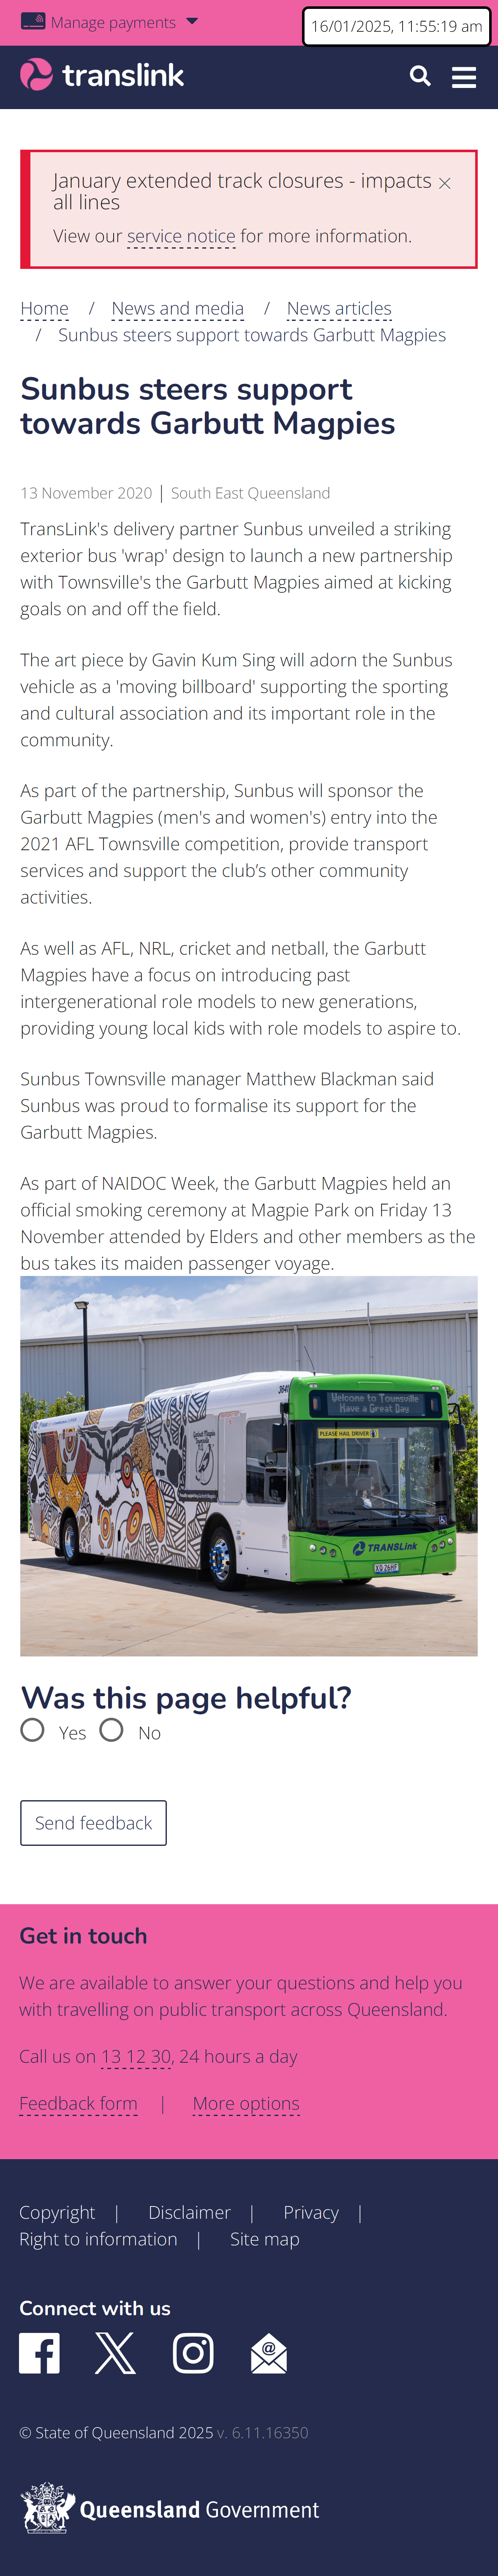 Manage payments
16/01/2025, 11:55:19 am
translink
January extended track closures - impacts
all lines
View our service notice for more information.
Home / News and media / News articles
/ Sunbus steers support towards Garbutt Magpies
Sunbus steers support
towards Garbutt Magpies
13 November 2020 | South East Queensland
TransLink's delivery partner Sunbus unveiled a striking
exterior bus 'wrap' design to launch a new partnership
with Townsville's the Garbutt Magpies aimed at kicking
goals on and off the field.
The art piece by Gavin Kum Sing will adorn the Sunbus
vehicle as a 'moving billboard' supporting the sporting
and cultural association and its important role in the
community.
As part of the partnership, Sunbus will sponsor the
Garbutt Magpies (men's and women's) entry into the
2021 AFL Townsville competition, provide transport
services and support the club’s other community
activities.
As well as AFL, NRL, cricket and netball, the Garbutt
Magpies have a focus on introducing past
intergenerational role models to new generations,
providing young local kids with role models to aspire to.
Sunbus Townsville manager Matthew Blackman said
Sunbus was proud to formalise its support for the
Garbutt Magpies.
As part of NAIDOC Week, the Garbutt Magpies held an
official smoking ceremony at Magpie Park on Friday 13
November attended by Elders and other members as the
bus takes its maiden passenger voyage.
Welcome to Townsville
Have a Great Day
PLEASE HAIL DRIVER
TRANSLink
Was this page helpful?
Yes No
Send feedback
Get in touch
We are available to answer your questions and help you
with travelling on public transport across Queensland.
Call us on 13 12 30, 24 hours a day
Feedback form | More options
Copyright | Disclaimer | Privacy |
Right to information | Site map
Connect with us
© State of Queensland 2025 v. 6.11.16350
Queensland Government